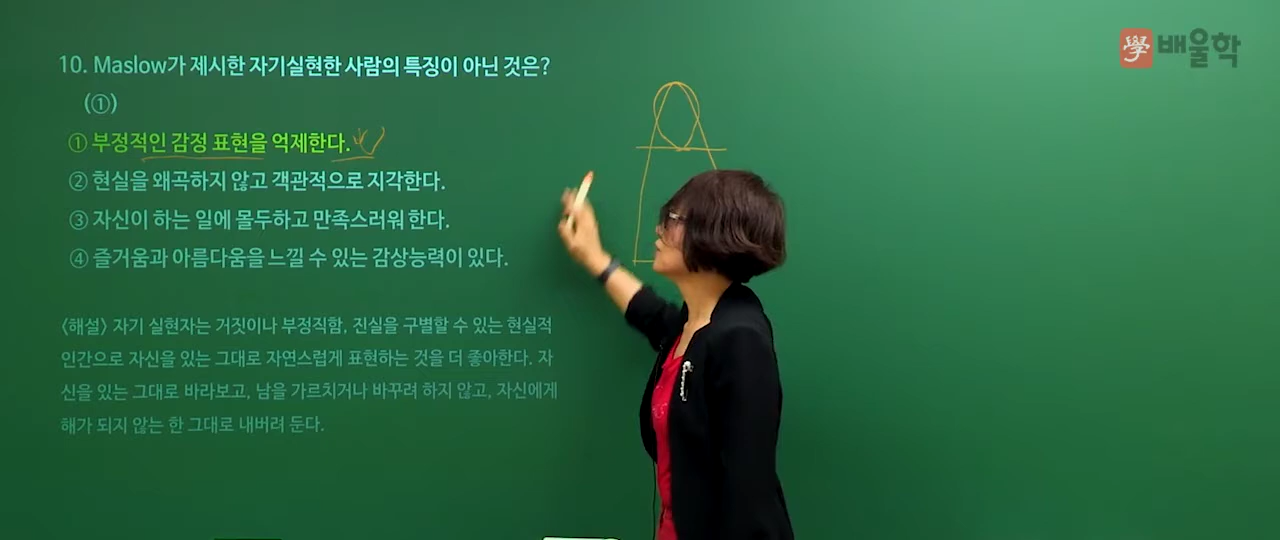 學 배울학
10. Maslow가 제시한 자기실현한 사람의 특징이 아닌 것은?
(①)
① 부정적인 감정 표현을 억제한다.
② 현실을 왜곡하지 않고 객관적으로 지각한다.
③ 자신이 하는 일에 몰두하고 만족스러워 한다.
④ 즐거움과 아름다움을 느낄 수 있는 감상능력이 있다.
〈해설〉 자기 실현자는 거짓이나 부정직함, 진실을 구별할 수 있는 현실적
인간으로 자신을 있는 그대로 자연스럽게 표현하는 것을 더 좋아한다. 자
신을 있는 그대로 바라보고, 남을 가르치거나 바꾸려 하지 않고, 자신에게
해가 되지 않는 한 그대로 내버려 둔다.